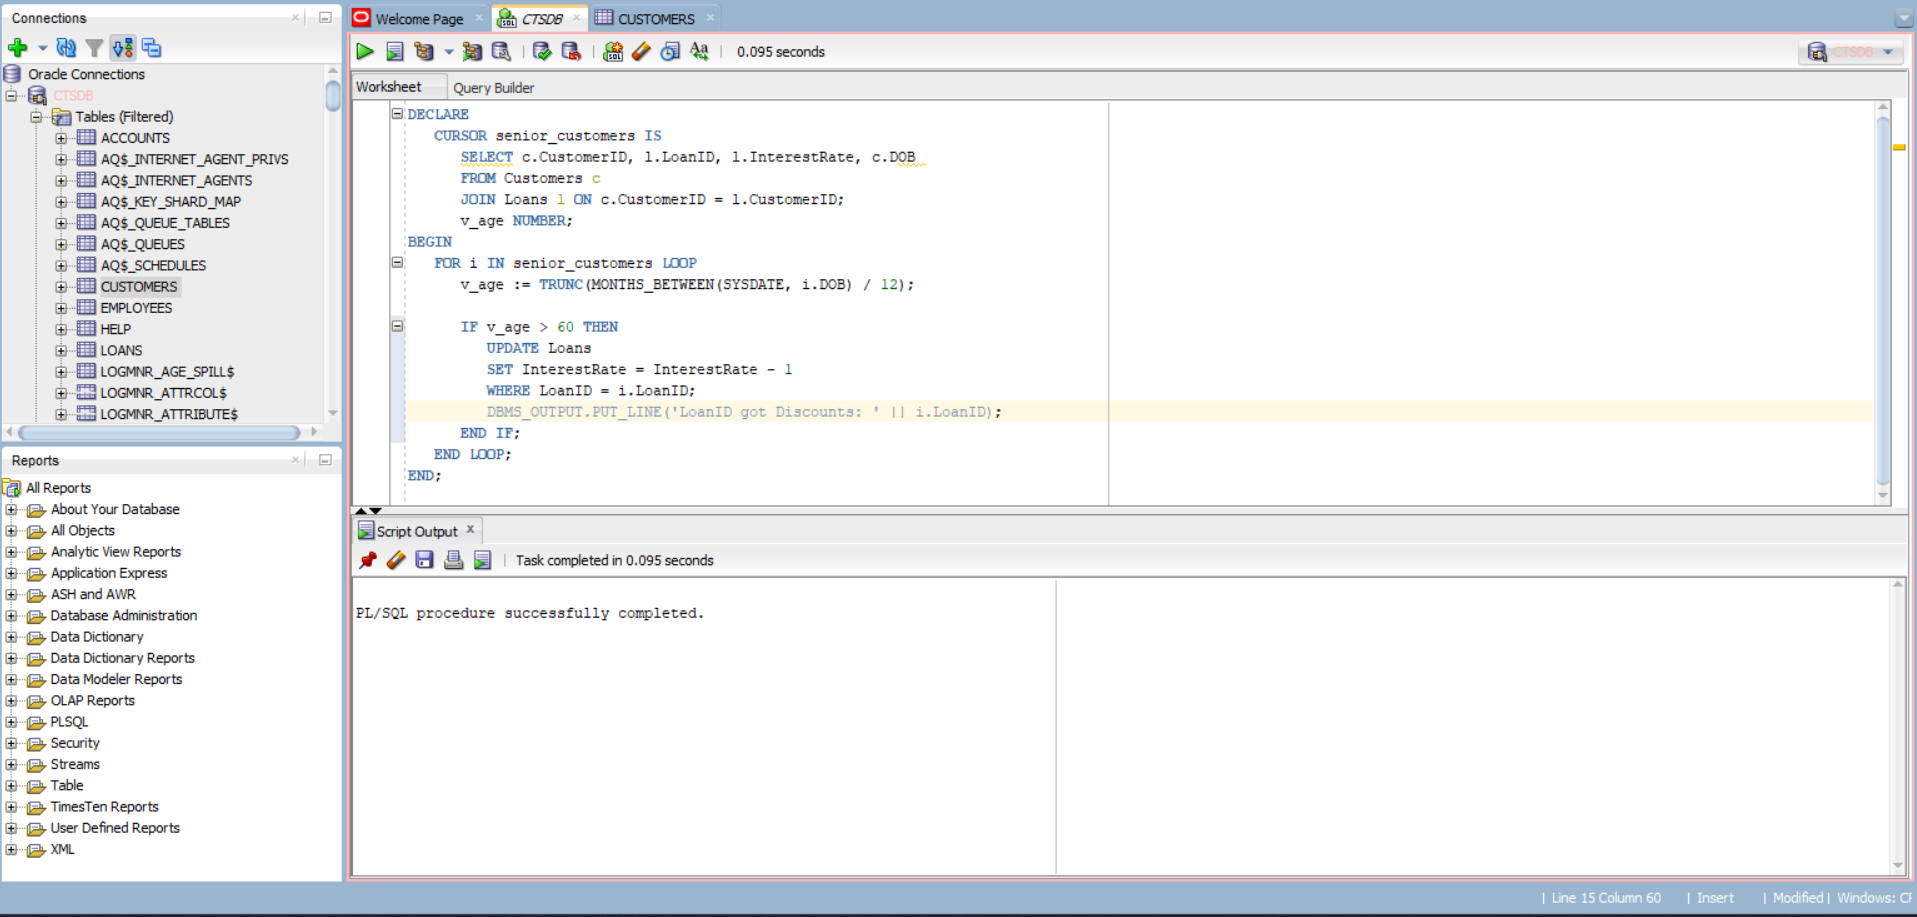 Connections
Oracle Connections
CTSDB
Tables (Filtered)
ACCOUNTS
AQ$_INTERNET_AGENT_PRIVS
AQ$_INTERNET_AGENTS
AQ$_KEY_SHARD_MAP
AQ$_QUEUE_TABLES
AQ$_QUEUES
AQ$_SCHEDULES
CUSTOMERS
EMPLOYEES
HELP
LOANS
LOGMNR_AGE_SPILL$
LOGMNR_ATTRCOL$
LOGMNR_ATTRIBUTE$
Reports
All Reports
About Your Database
All Objects
Analytic View Reports
Application Express
ASH and AWR
Database Administration
Data Dictionary
Data Dictionary Reports
Data Modeler Reports
OLAP Reports
PLSQL
Security
Streams
Table
TimesTen Reports
User Defined Reports
XML
Welcome Page
CTSDB
CUSTOMERS
0.095 seconds
CTSDB
Worksheet
Query Builder
DECLARE
CURSOR senior_customers IS
SELECT c.CustomerID, l.LoanID, l.InterestRate, c.DOB
FROM Customers c
JOIN Loans l ON c.CustomerID = l.CustomerID;
v_age NUMBER;
BEGIN
FOR i IN senior_customers LOOP
v_age := TRUNC(MONTHS_BETWEEN(SYSDATE, i.DOB) / 12);
IF v_age > 60 THEN
UPDATE Loans
SET InterestRate = InterestRate - 1
WHERE LoanID = i.LoanID;
DBMS_OUTPUT.PUT_LINE('LoanID got Discounts: ' || i.LoanID);
END IF;
END LOOP;
END;
Script Output
Task completed in 0.095 seconds
PL/SQL procedure successfully completed.
| Line 15 Column 60 | Insert | Modified | Windows: